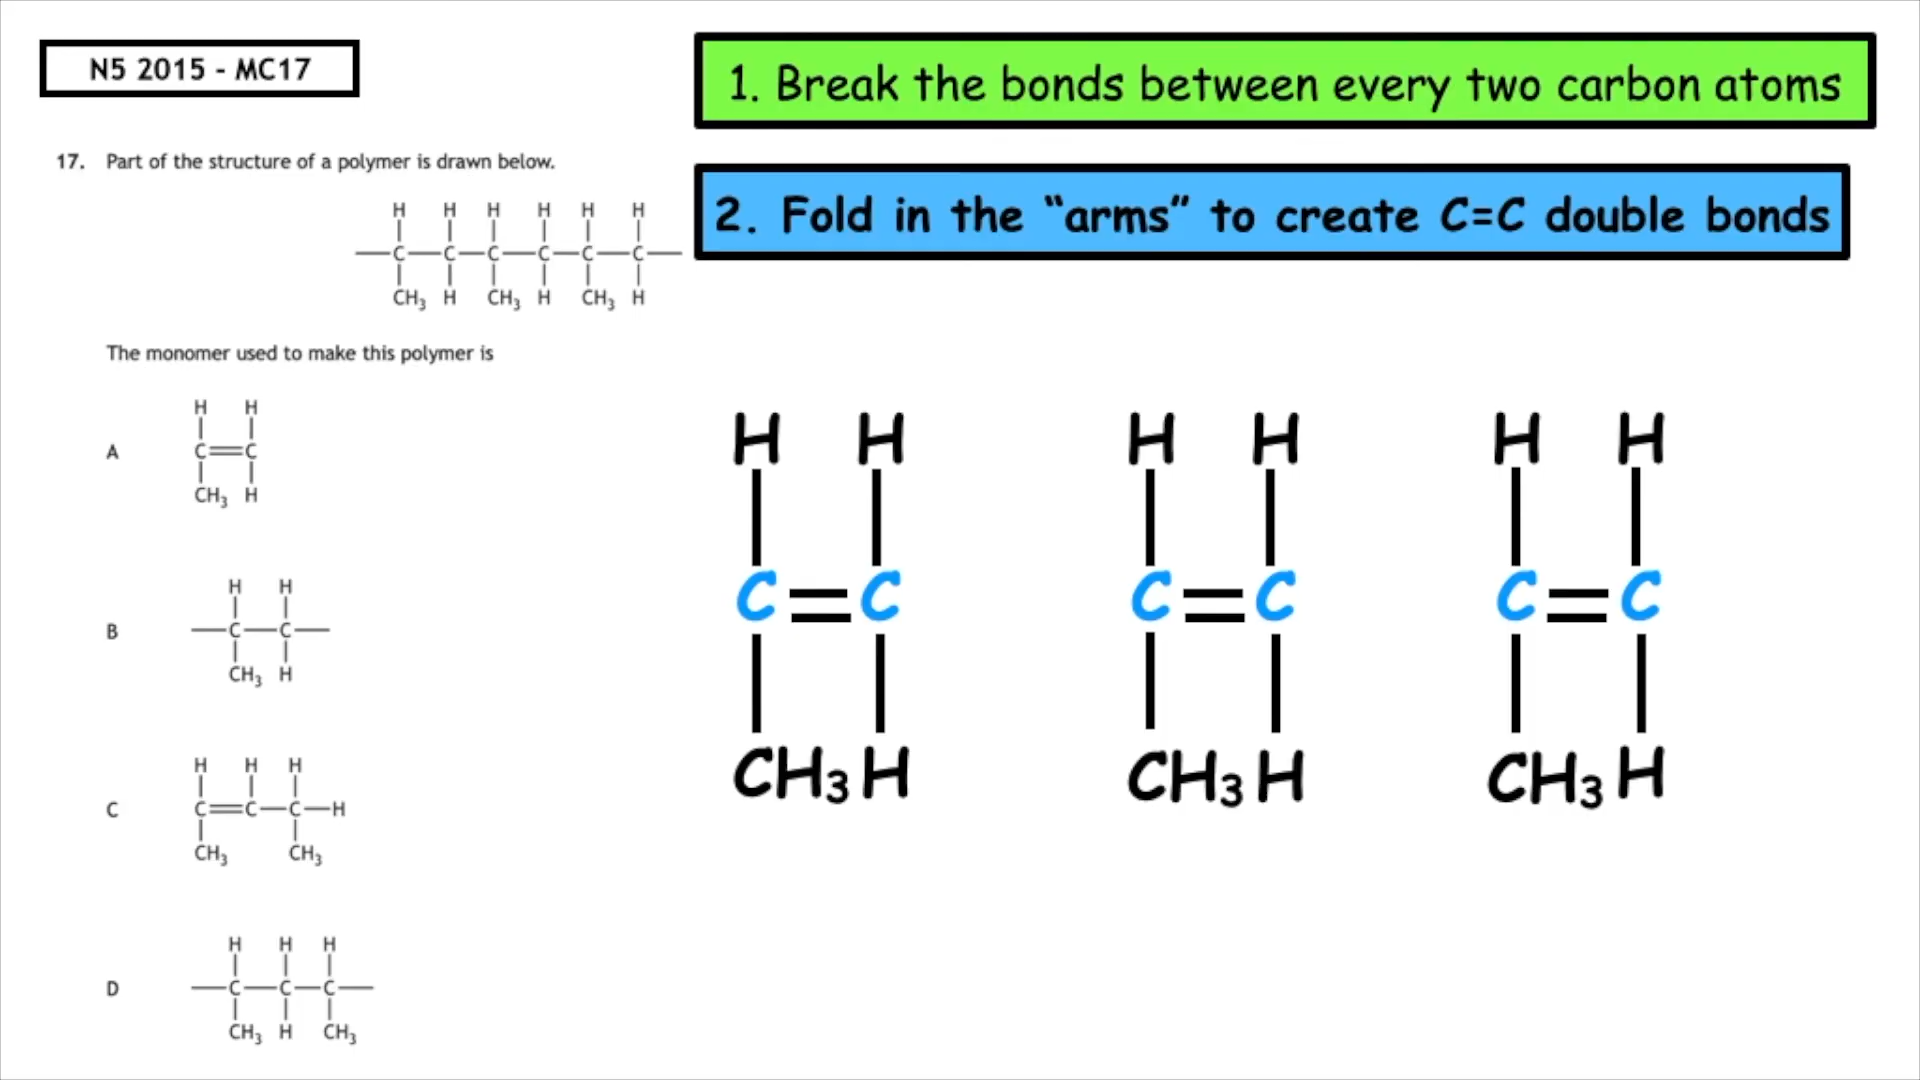 N5 2015 - MC17
1. Break the bonds between every two carbon atoms
2. Fold in the “arms” to create C=C double bonds
17. Part of the structure of a polymer is drawn below.
H H H H H H
C C C C C C
CH₃ H CH₃ H CH₃ H
The monomer used to make this polymer is
A
H H
C=C
CH₃ H
B
H H
C C
CH₃ H
C
H H H
C=C C H
CH₃ CH₃
D
H H H
C C C
CH₃ H CH₃
H H H H H H
C=C C=C C=C
CH₃ H CH₃ H CH₃ H